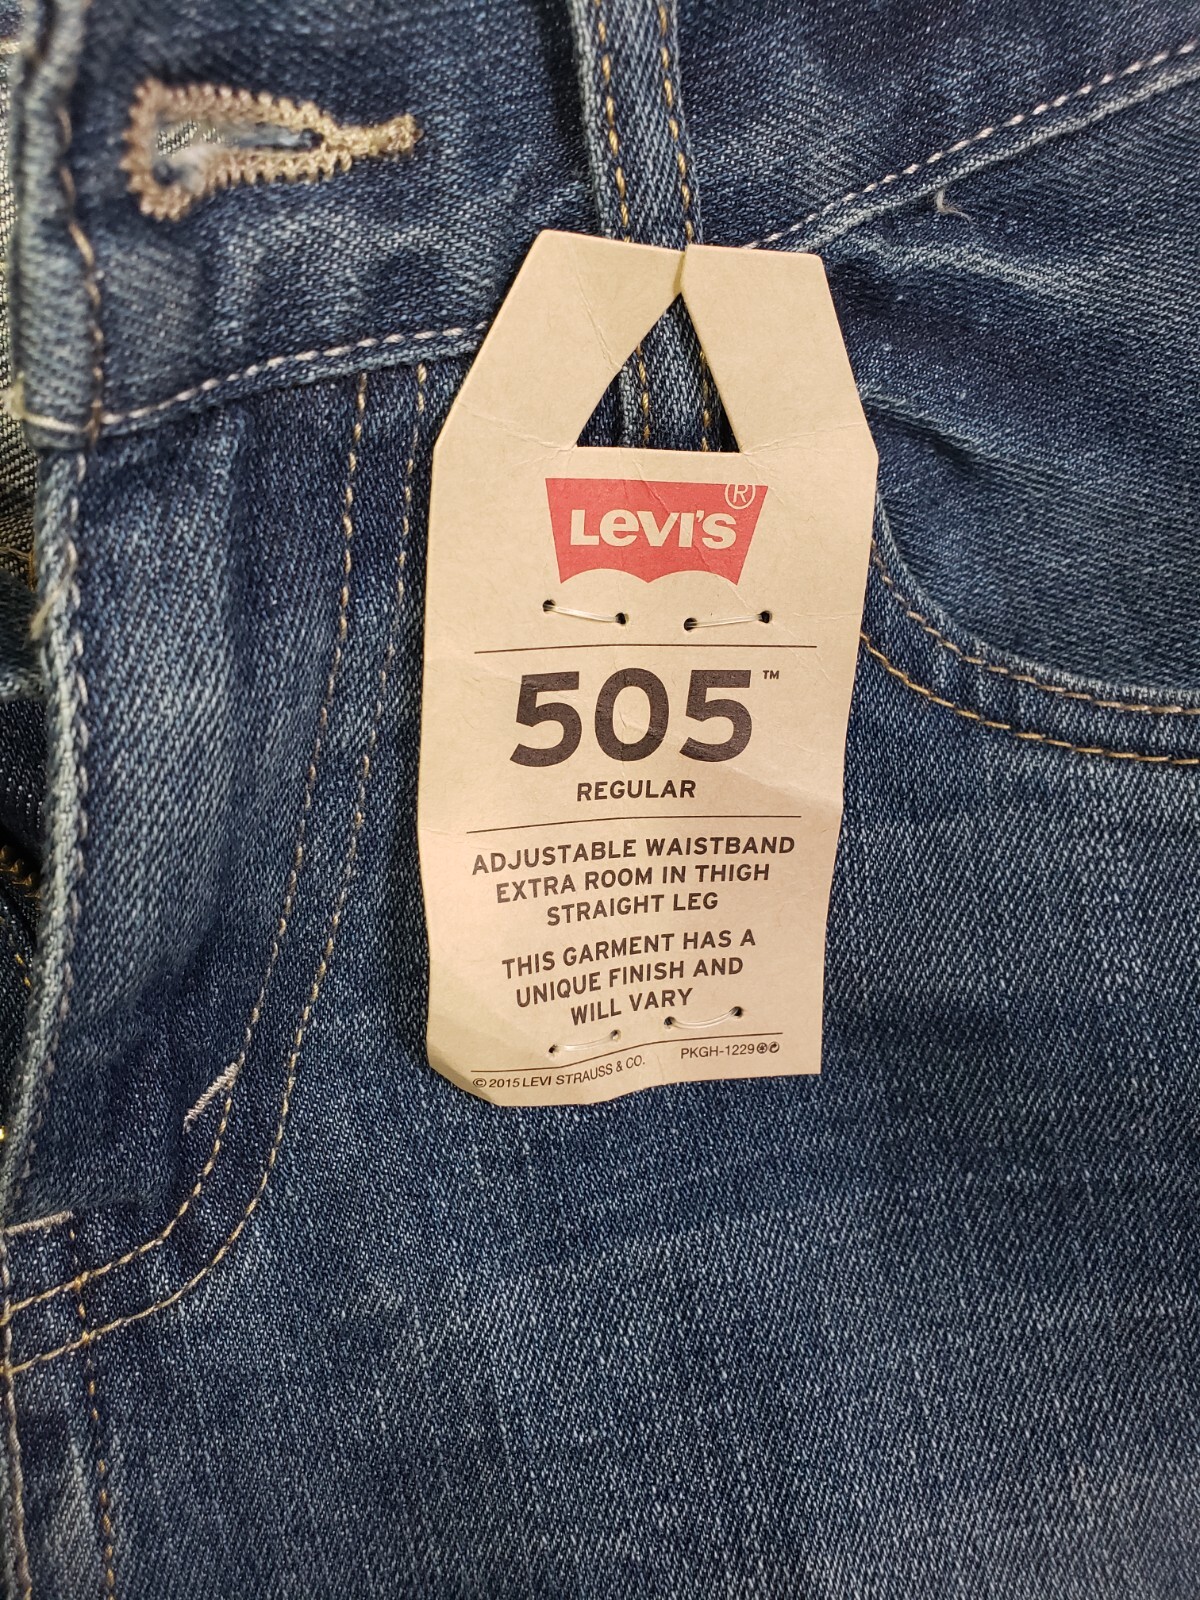 LEVI'S®
505™
REGULAR
ADJUSTABLE WAISTBAND
EXTRA ROOM IN THIGH
STRAIGHT LEG
THIS GARMENT HAS A
UNIQUE FINISH AND
WILL VARY
© 2015 LEVI STRAUSS & CO. PKGH-1229